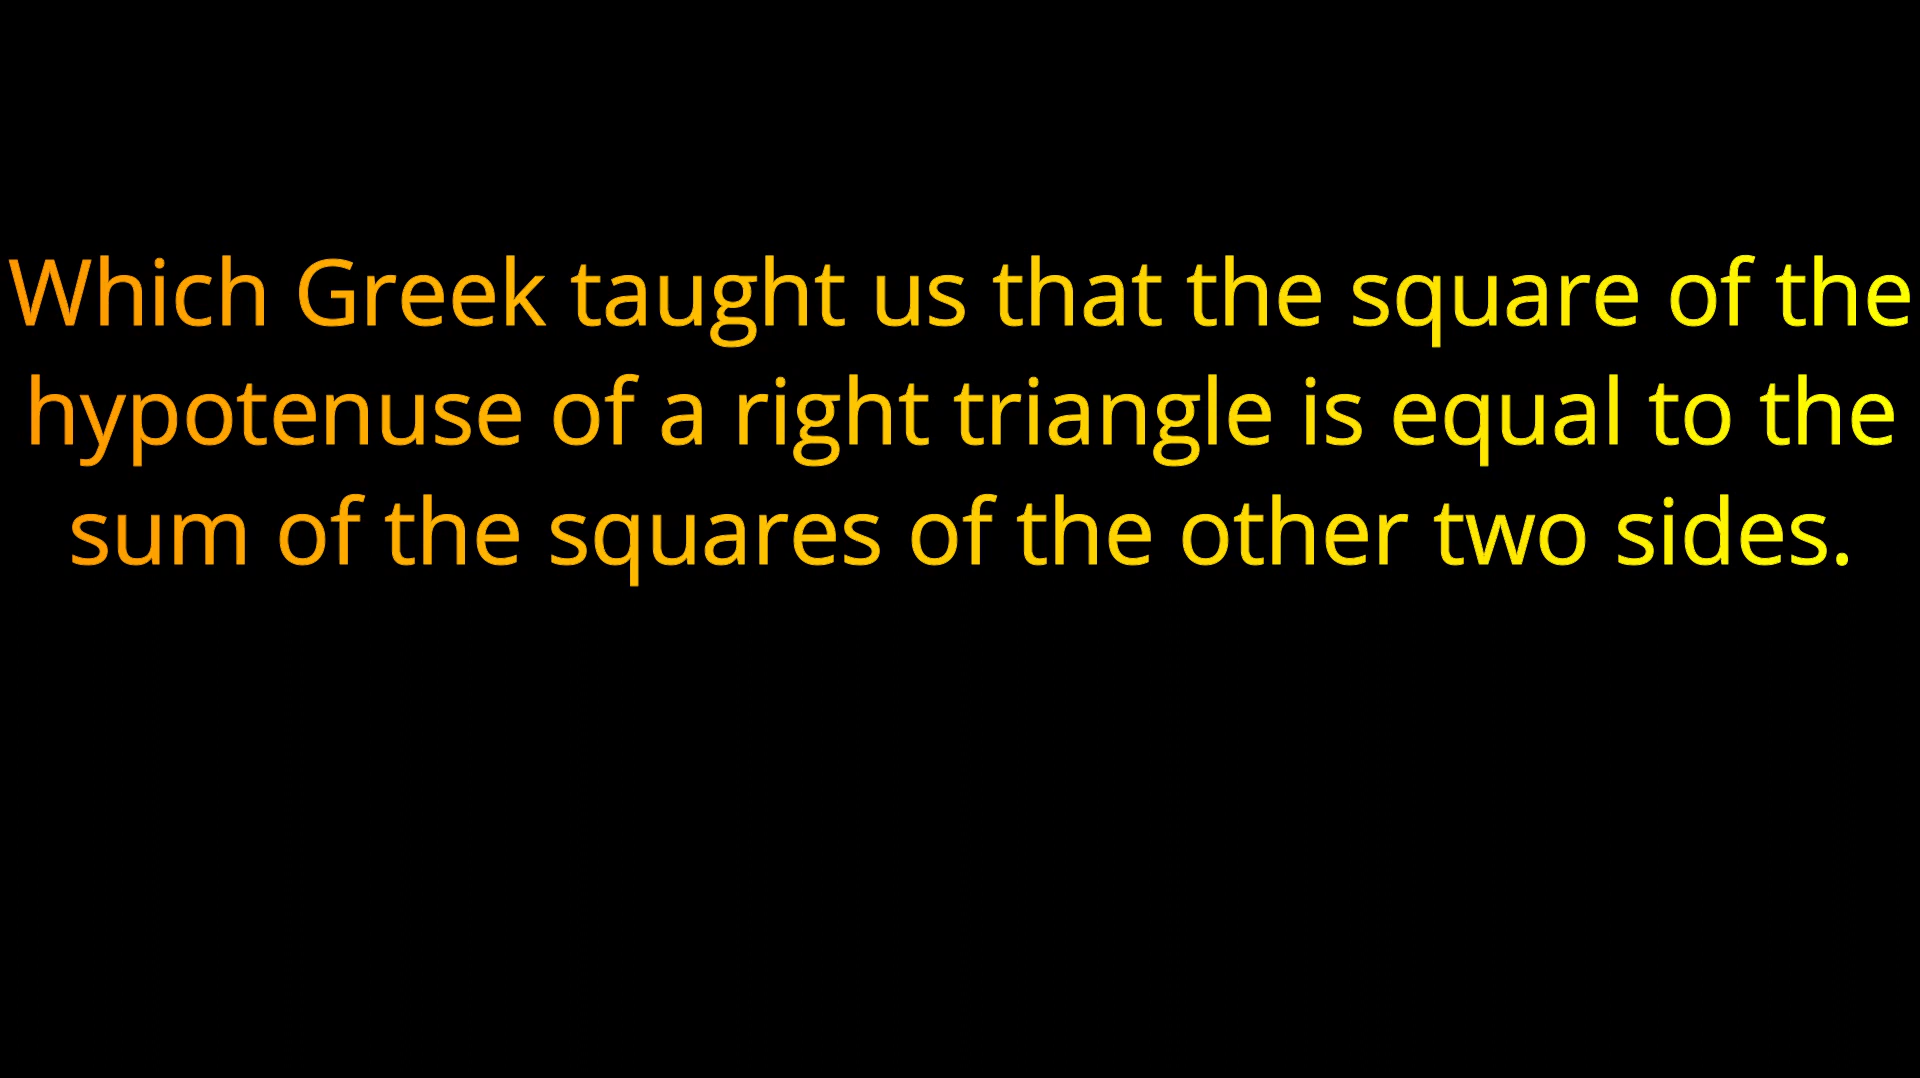 Which Greek taught us that the square of the
hypotenuse of a right triangle is equal to the
sum of the squares of the other two sides.